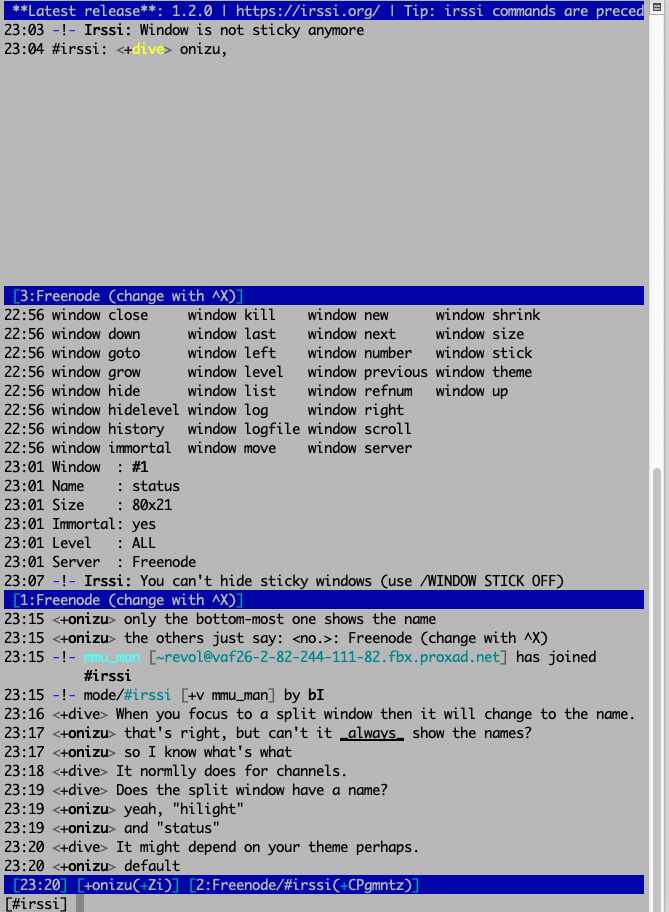 **Latest release**: 1.2.0 | https://irssi.org/ | Tip: irssi commands are preced
23:03 -!- Irssi: Window is not sticky anymore
23:04 #irssi: <+dive> onizu,
[3:Freenode (change with ^X)]
22:56 window close     window kill    window new      window shrink
22:56 window down      window last    window next     window size
22:56 window goto      window left    window number   window stick
22:56 window grow      window level   window previous window theme
22:56 window hide      window list    window refnum   window up
22:56 window hidelevel window log     window right
22:56 window history   window logfile window scroll
22:56 window immortal  window move    window server
23:01 Window  : #1
23:01 Name    : status
23:01 Size    : 80x21
23:01 Immortal: yes
23:01 Level   : ALL
23:01 Server  : Freenode
23:07 -!- Irssi: You can't hide sticky windows (use /WINDOW STICK OFF)
[1:Freenode (change with ^X)]
23:15 <+onizu> only the bottom-most one shows the name
23:15 <+onizu> the others just say: <no.>: Freenode (change with ^X)
23:15 -!- mmu_man [~revol@vaf26-2-82-244-111-82.fbx.proxad.net] has joined
#irssi
23:15 -!- mode/#irssi [+v mmu_man] by bI
23:16 <+dive> When you focus to a split window then it will change to the name.
23:17 <+onizu> that's right, but can't it _always_ show the names?
23:17 <+onizu> so I know what's what
23:18 <+dive> It normlly does for channels.
23:19 <+dive> Does the split window have a name?
23:19 <+onizu> yeah, "hilight"
23:19 <+onizu> and "status"
23:20 <+dive> It might depend on your theme perhaps.
23:20 <+onizu> default
[23:20] [+onizu(+Zi)] [2:Freenode/#irssi(+CPgmntz)]
[#irssi]